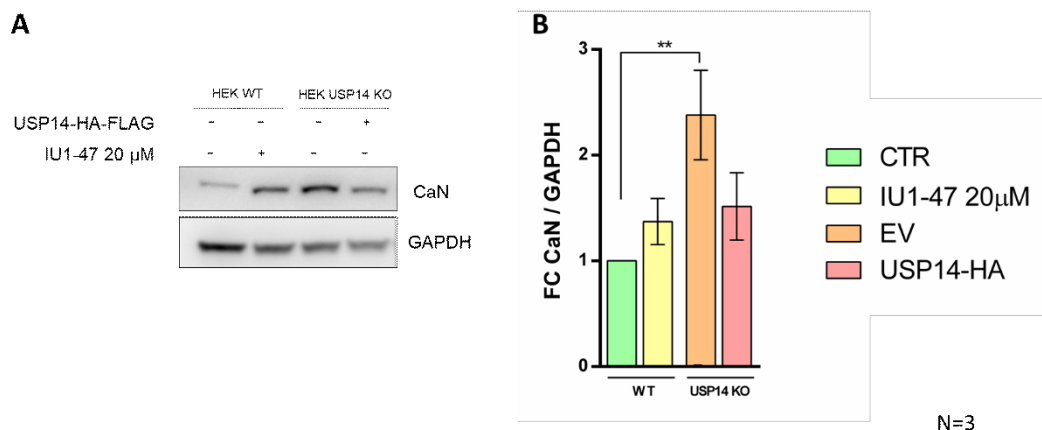 A
HEK WT HEK USP14 KO
USP14-HA-FLAG - - - +
IU1-47 20 µM - + - -
CaN
GAPDH
B
FC CaN / GAPDH
3
2
1
0
**
WT USP14 KO
CTR
IU1-47 20µM
EV
USP14-HA
N=3